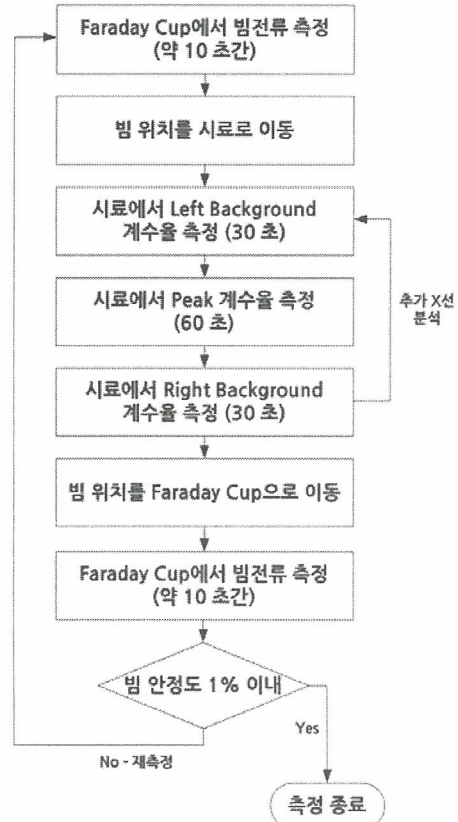 Faraday Cup에서 빔전류 측정
(약 10 초간)
빔 위치를 시료로 이동
시료에서 Left Background
계수율 측정 (30 초)
시료에서 Peak 계수율 측정
(60 초)
추가 X선
분석
시료에서 Right Background
계수율 측정 (30 초)
빔 위치를 Faraday Cup으로 이동
Faraday Cup에서 빔전류 측정
(약 10 초간)
빔 안정도 1% 이내
Yes
No - 재측정
측정 종료